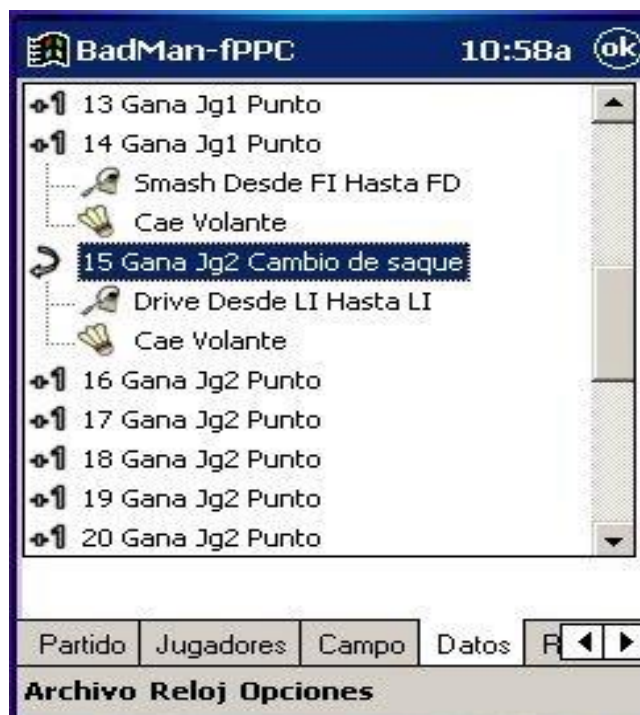 BadMan-fPPC 10:58a ok
13 Gana Jg1 Punto
14 Gana Jg1 Punto
Smash Desde FI Hasta FD
Cae Volante
15 Gana Jg2 Cambio de saque
Drive Desde LI Hasta LI
Cae Volante
16 Gana Jg2 Punto
17 Gana Jg2 Punto
18 Gana Jg2 Punto
19 Gana Jg2 Punto
20 Gana Jg2 Punto
Partido Jugadores Campo Datos R
Archivo Reloj Opciones